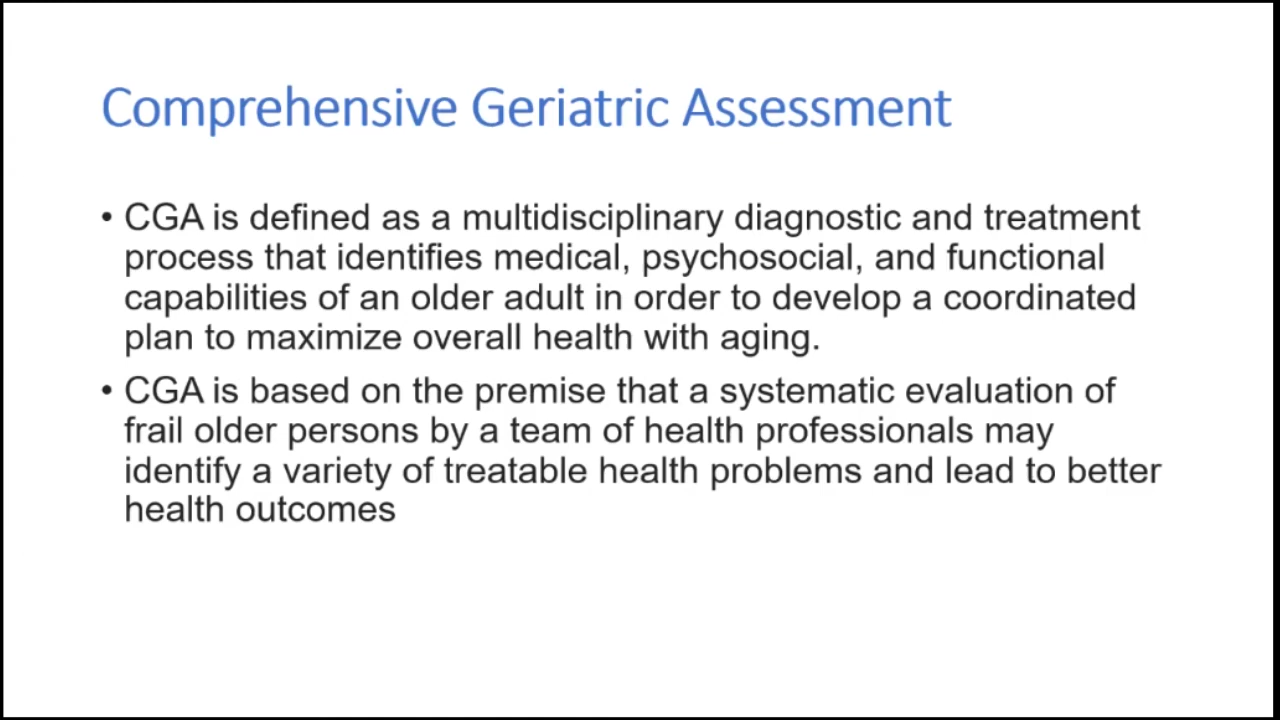 Comprehensive Geriatric Assessment
• CGA is defined as a multidisciplinary diagnostic and treatment
process that identifies medical, psychosocial, and functional
capabilities of an older adult in order to develop a coordinated
plan to maximize overall health with aging.
• CGA is based on the premise that a systematic evaluation of
frail older persons by a team of health professionals may
identify a variety of treatable health problems and lead to better
health outcomes